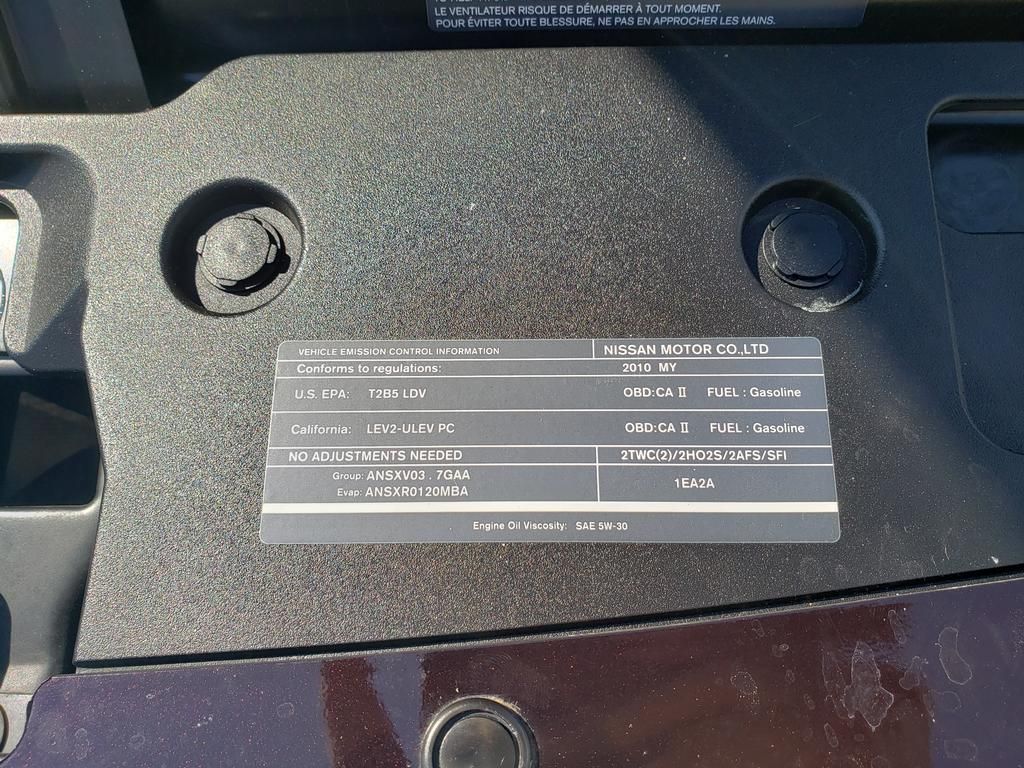 LE VENTILATEUR RISQUE DE DÉMARRER À TOUT MOMENT.
POUR ÉVITER TOUTE BLESSURE, NE PAS EN APPROCHER LES MAINS.
VEHICLE EMISSION CONTROL INFORMATION NISSAN MOTOR CO.,LTD
Conforms to regulations: 2010 MY
U.S. EPA: T2B5 LDV OBD:CA II FUEL : Gasoline
California: LEV2-ULEV PC OBD:CA II FUEL : Gasoline
NO ADJUSTMENTS NEEDED 2TWC(2)/2HO2S/2AFS/SFI
Group: ANSXV03 . 7GAA
Evap: ANSXR0120MBA
1EA2A
Engine Oil Viscosity: SAE 5W-30